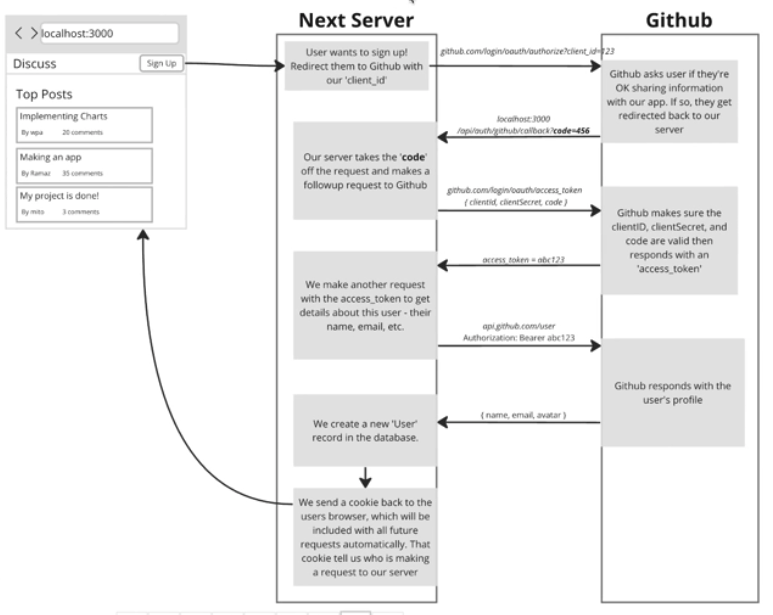 Next Server
Github
localhost:3000
Discuss
Sign Up
Top Posts
Implementing Charts
By wpa 20 comments
Making an app
By Ramaz 35 comments
My project is done!
By mito 3 comments
User wants to sign up!
Redirect them to Github with
our 'client_id'
github.com/login/oauth/authorize?client_id=123
Github asks user if they're
OK sharing information
with our app. If so, they get
redirected back to our
server
localhost:3000
/api/auth/github/callback?code=456
Our server takes the 'code'
off the request and makes a
followup request to Github
github.com/login/oauth/access_token
{ clientId, clientSecret, code }
Github makes sure the
clientID, clientSecret, and
code are valid then
responds with an
'access_token'
access_token = abc123
We make another request
with the access_token to get
details about this user - their
name, email, etc.
api.github.com/user
Authorization: Bearer abc123
Github responds with the
user's profile
{ name, email, avatar }
We create a new 'User'
record in the database.
We send a cookie back to the
users browser, which will be
included with all future
requests automatically. That
cookie tell us who is making
a request to our server